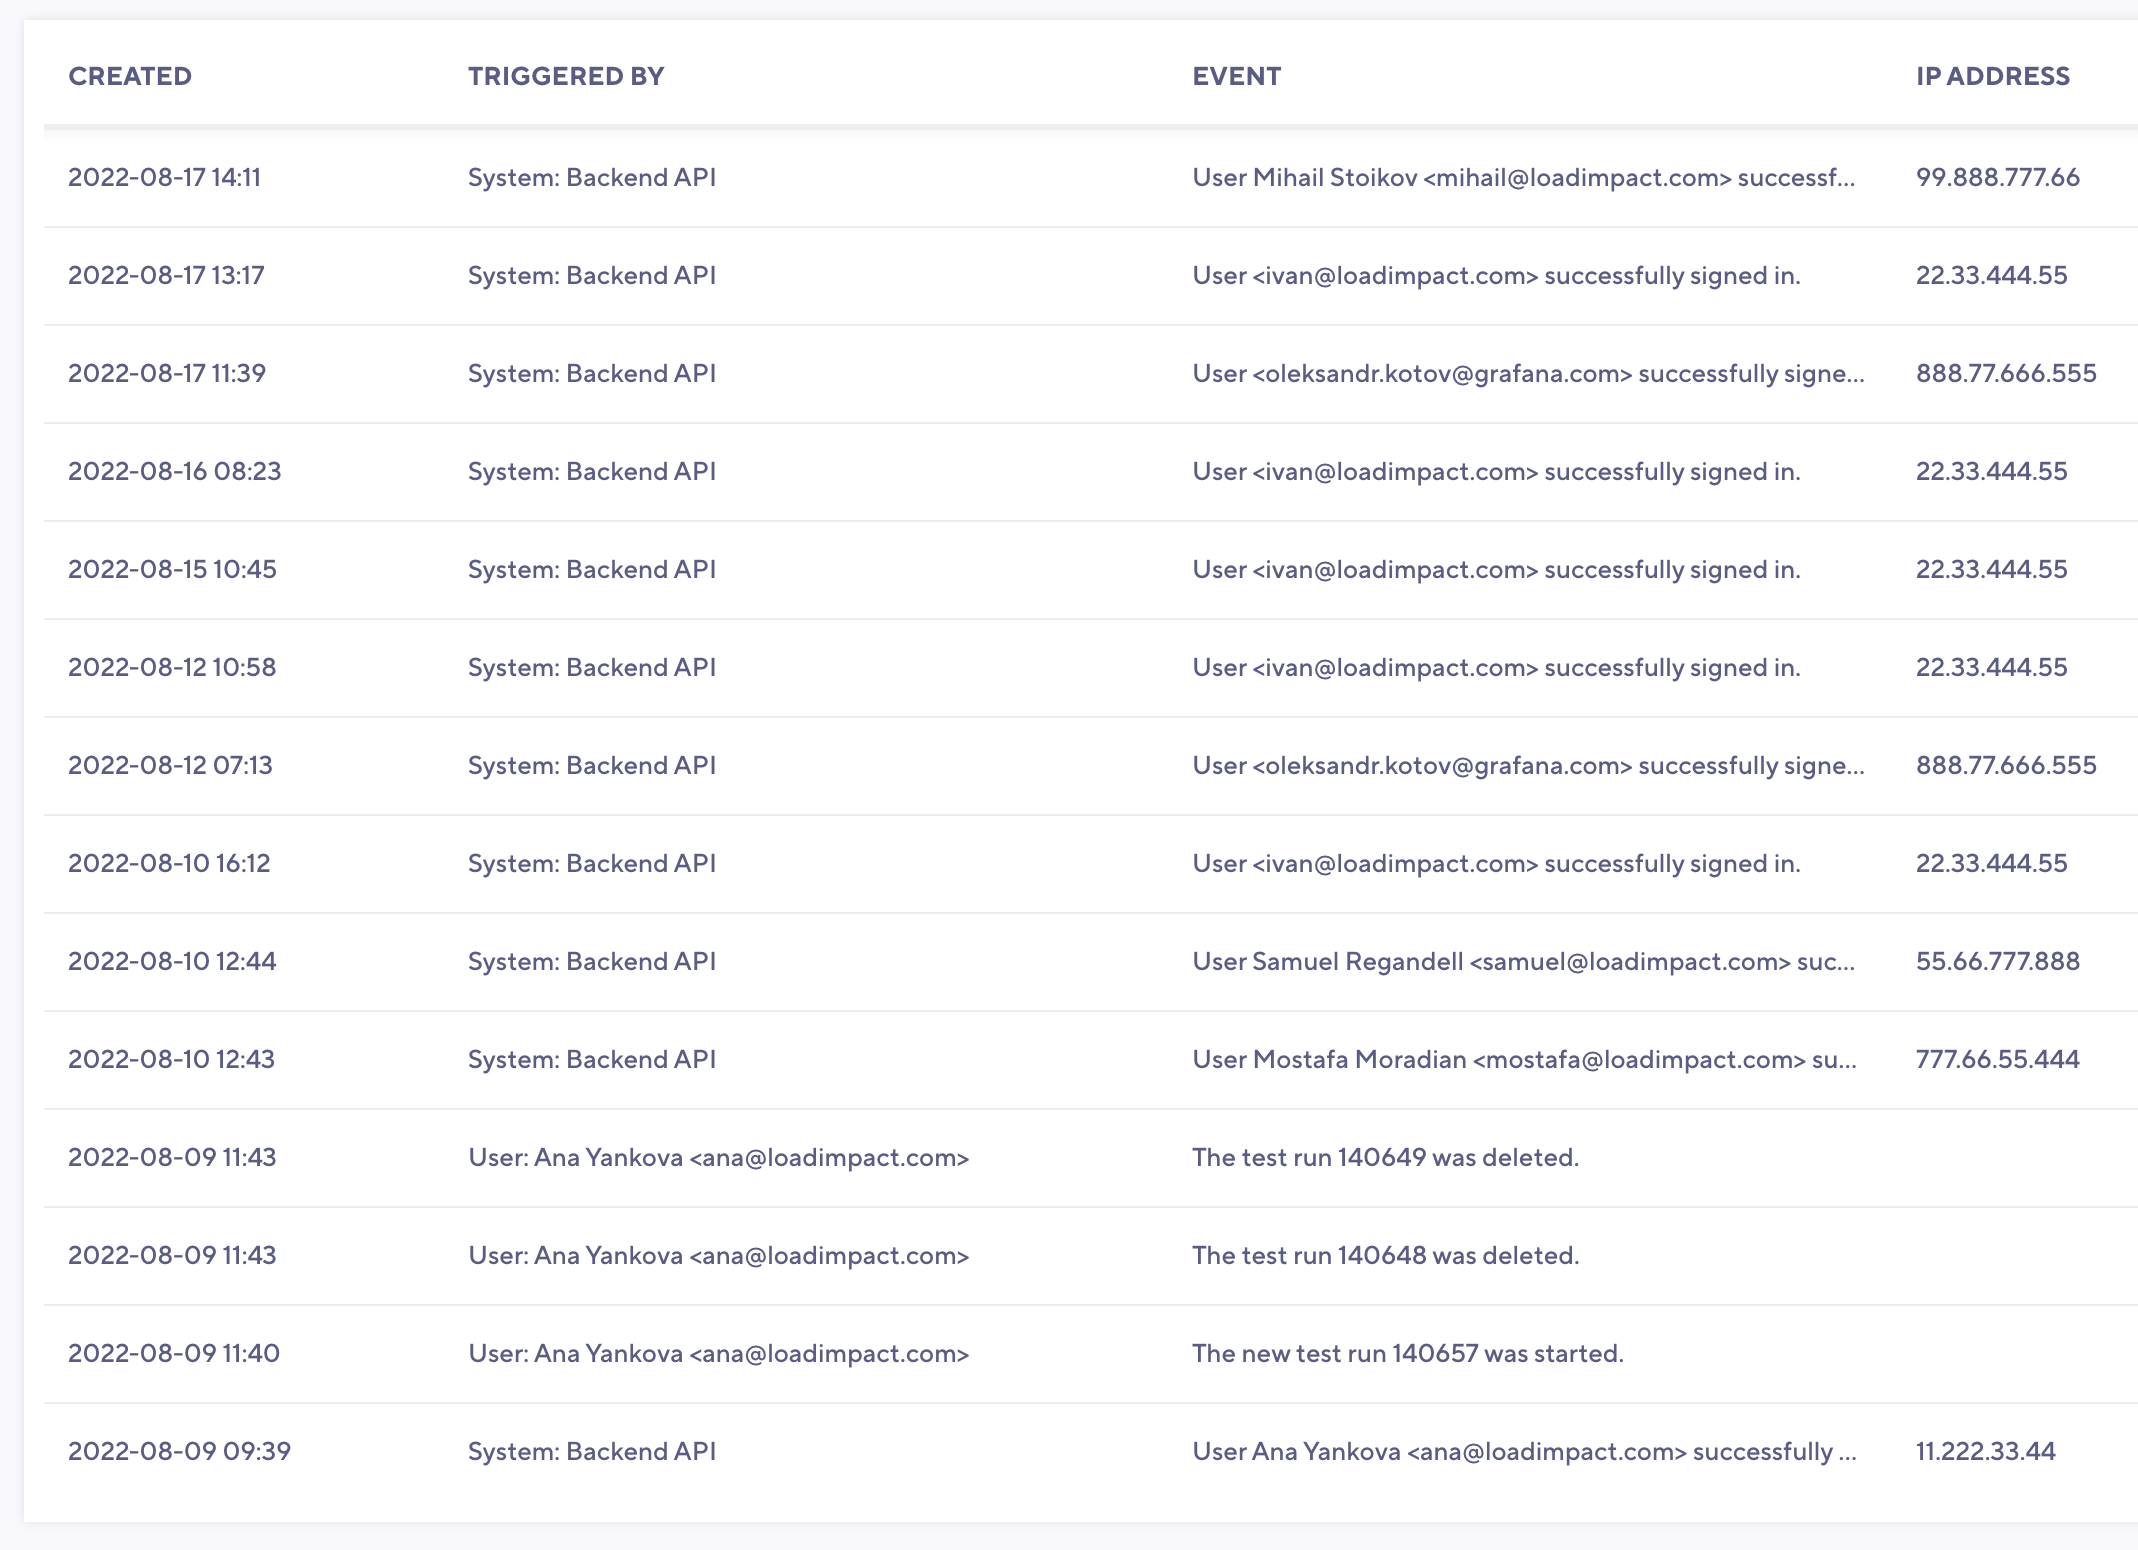 CREATED TRIGGERED BY EVENT IP ADDRESS
2022-08-17 14:11 System: Backend API User Mihail Stoikov <mihail@loadimpact.com> successf... 99.888.777.66
2022-08-17 13:17 System: Backend API User <ivan@loadimpact.com> successfully signed in. 22.33.444.55
2022-08-17 11:39 System: Backend API User <oleksandr.kotov@grafana.com> successfully signe... 888.77.666.555
2022-08-16 08:23 System: Backend API User <ivan@loadimpact.com> successfully signed in. 22.33.444.55
2022-08-15 10:45 System: Backend API User <ivan@loadimpact.com> successfully signed in. 22.33.444.55
2022-08-12 10:58 System: Backend API User <ivan@loadimpact.com> successfully signed in. 22.33.444.55
2022-08-12 07:13 System: Backend API User <oleksandr.kotov@grafana.com> successfully signe... 888.77.666.555
2022-08-10 16:12 System: Backend API User <ivan@loadimpact.com> successfully signed in. 22.33.444.55
2022-08-10 12:44 System: Backend API User Samuel Regandell <samuel@loadimpact.com> suc... 55.66.777.888
2022-08-10 12:43 System: Backend API User Mostafa Moradian <mostafa@loadimpact.com> su... 777.66.55.444
2022-08-09 11:43 User: Ana Yankova <ana@loadimpact.com> The test run 140649 was deleted.
2022-08-09 11:43 User: Ana Yankova <ana@loadimpact.com> The test run 140648 was deleted.
2022-08-09 11:40 User: Ana Yankova <ana@loadimpact.com> The new test run 140657 was started.
2022-08-09 09:39 System: Backend API User Ana Yankova <ana@loadimpact.com> successfully ... 11.222.33.44